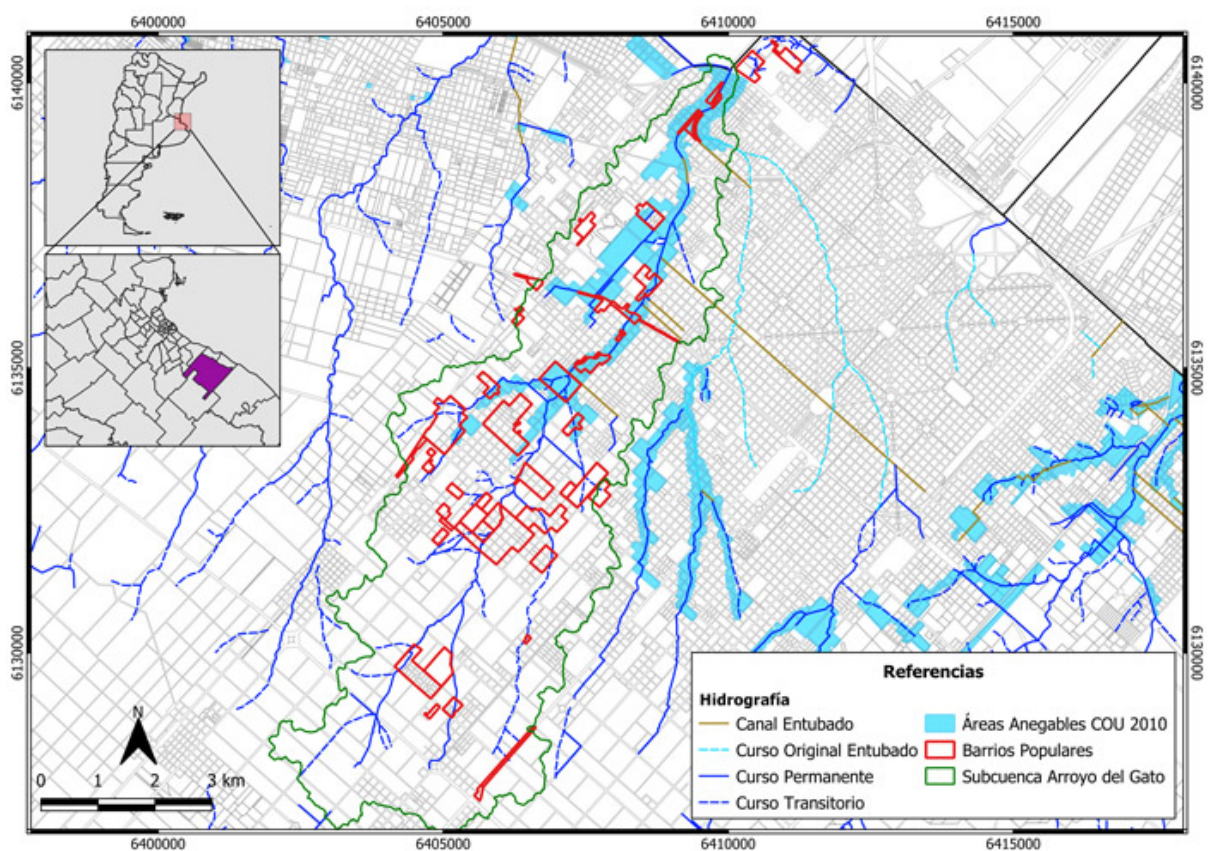 6400000 6405000 6410000 6415000
6140000 6140000
6135000 6135000
6130000 6130000
N
0 1 2 3 km
Referencias
Hidrografía
Canal Entubado
Curso Original Entubado
Curso Permanente
Curso Transitorio
Áreas Anegables COU 2010
Barrios Populares
Subcuenca Arroyo del Gato
6400000 6405000 6410000 6415000